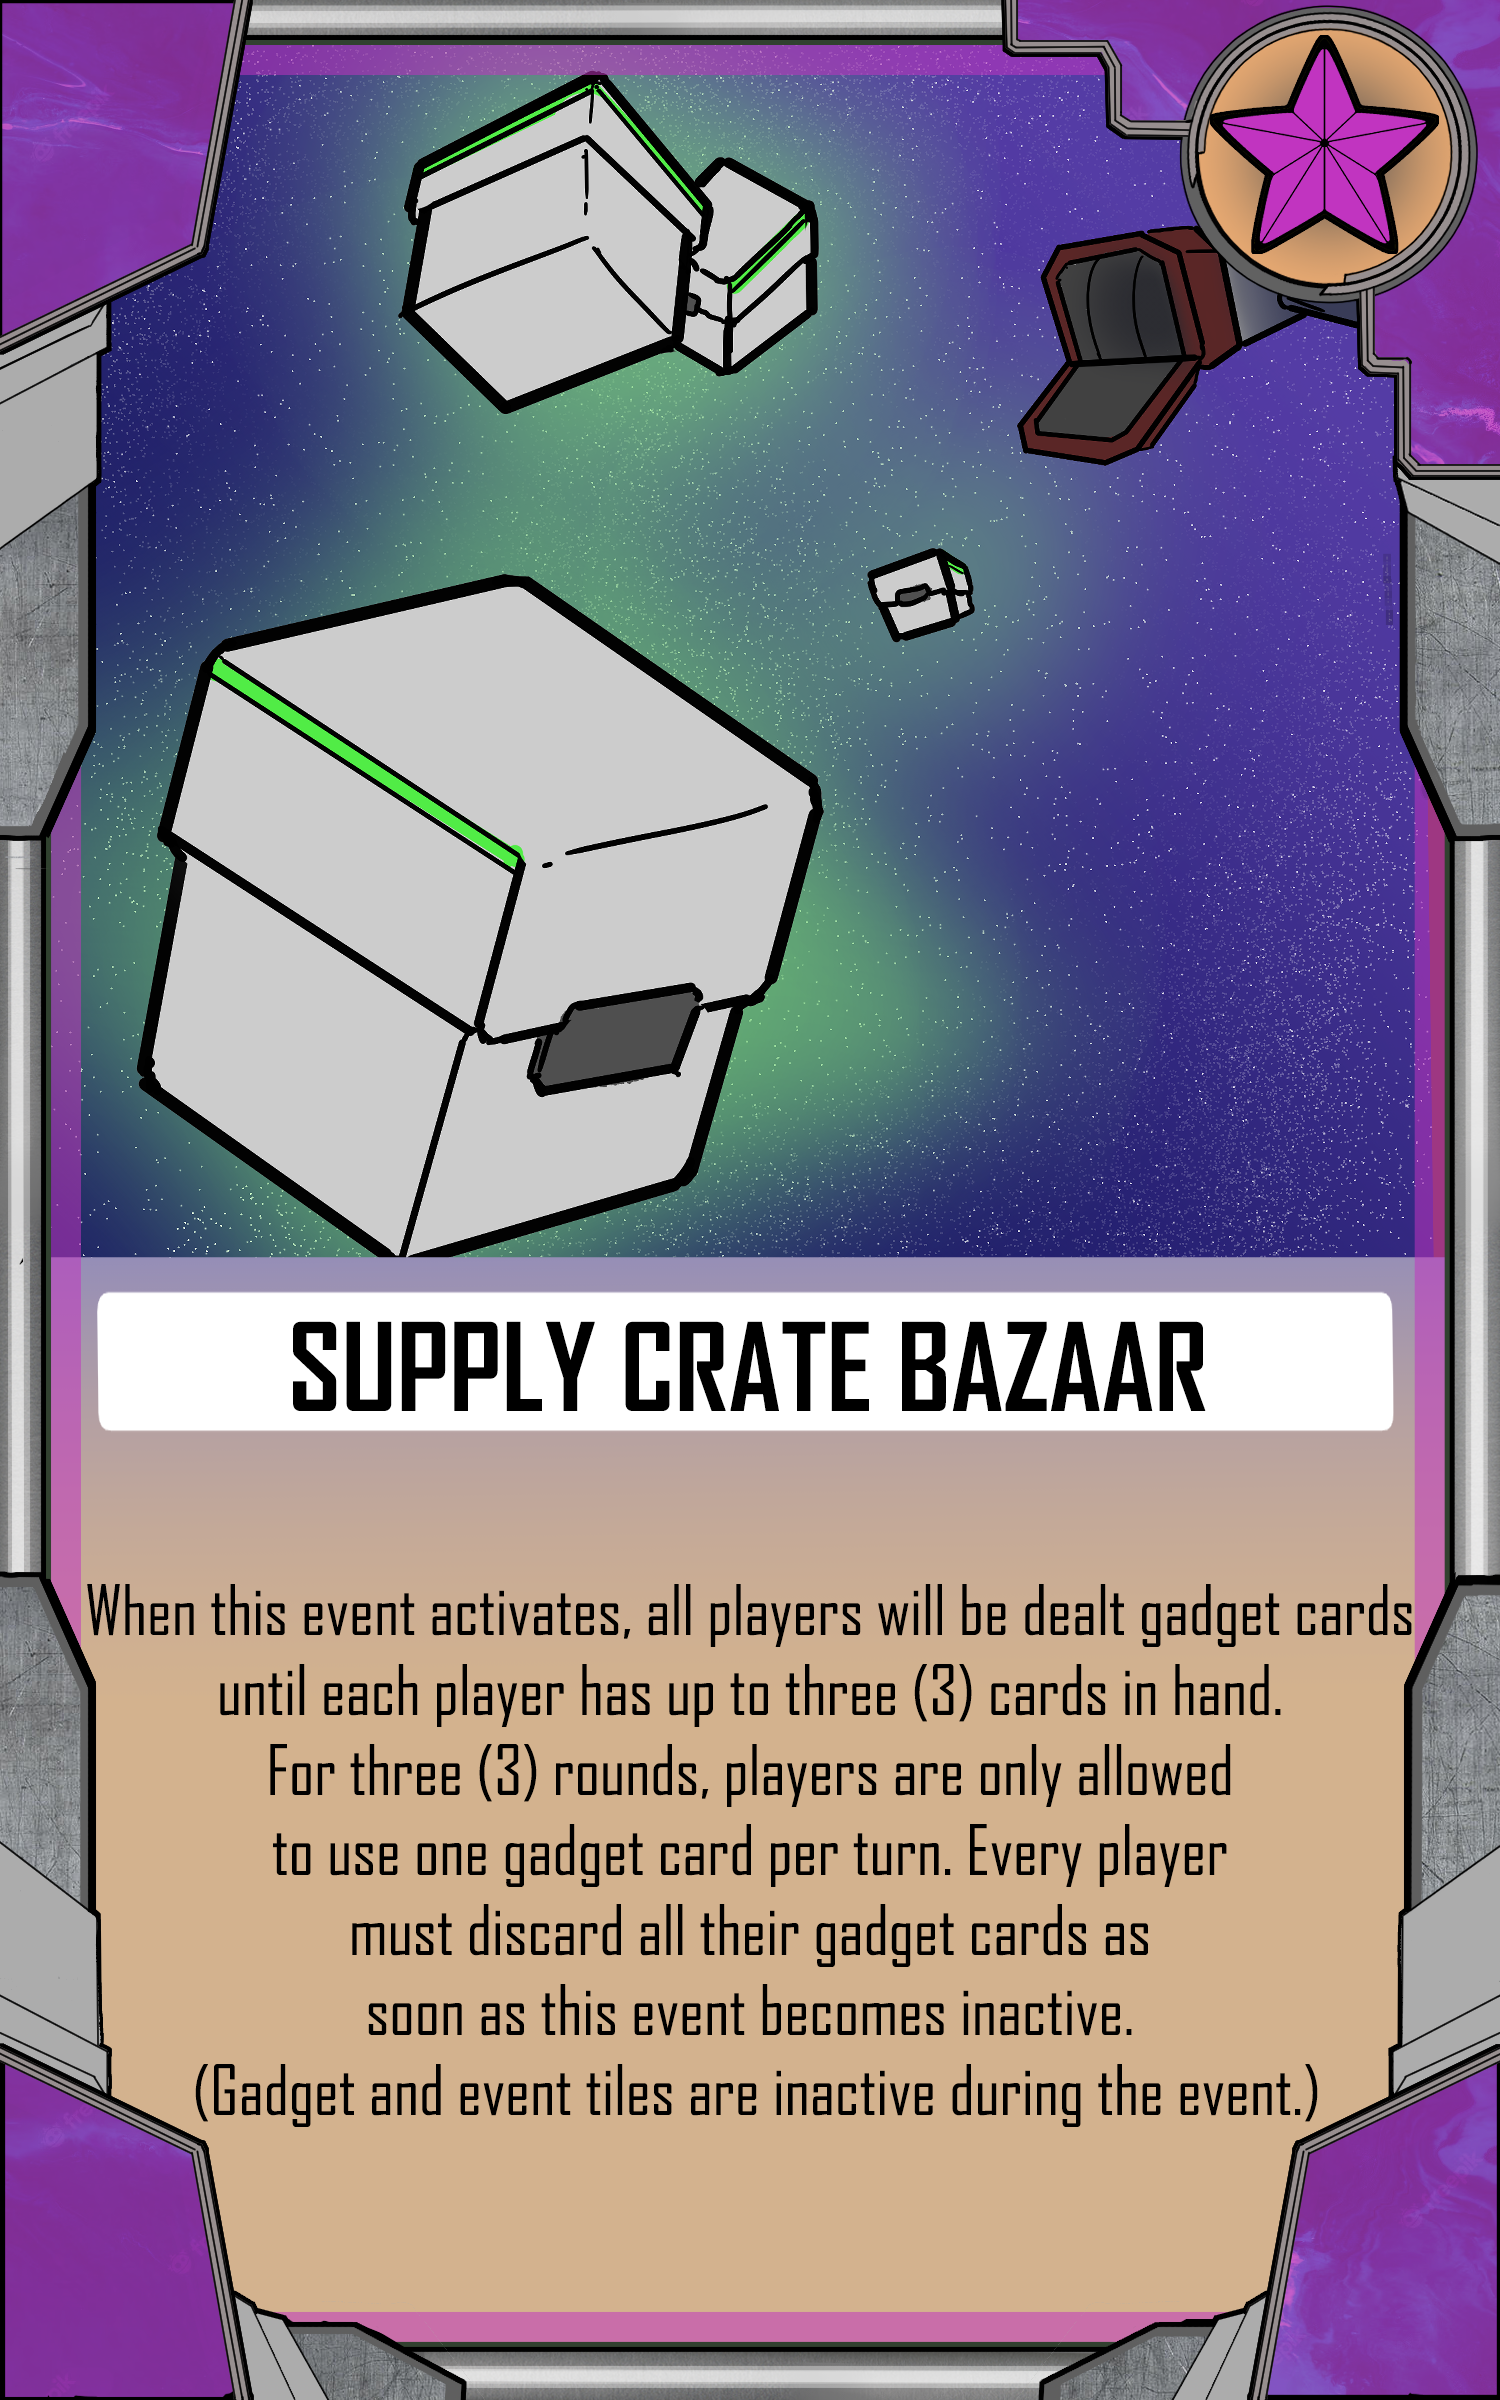 SUPPLY CRATE BAZAAR
When this event activates, all players will be dealt gadget cards
until each player has up to three (3) cards in hand.
For three (3) rounds, players are only allowed
to use one gadget card per turn. Every player
must discard all their gadget cards as
soon as this event becomes inactive.
(Gadget and event tiles are inactive during the event.)